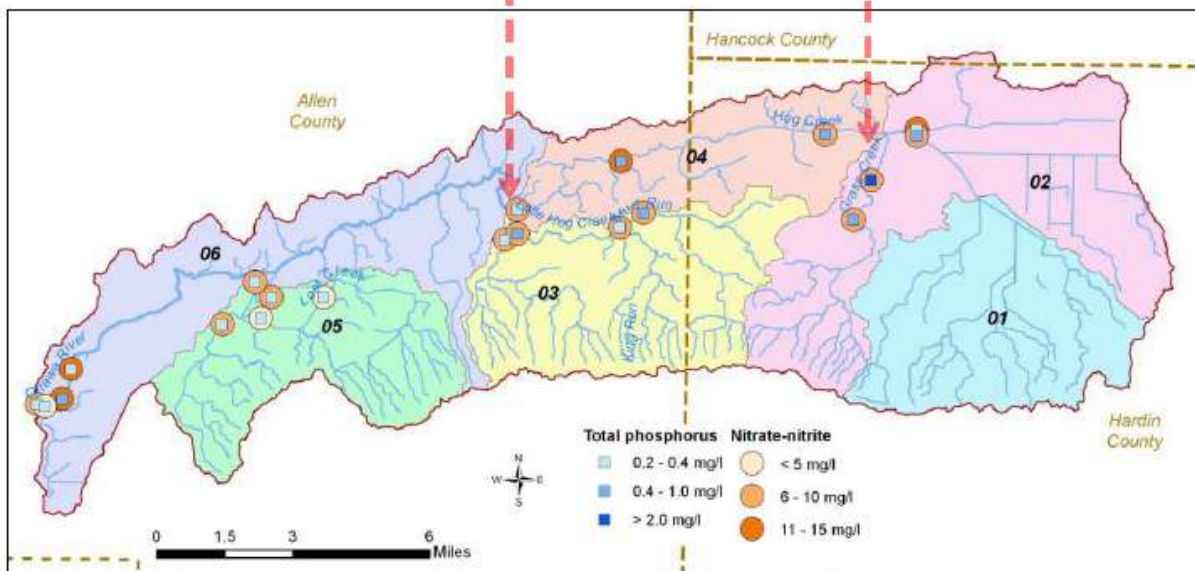 Hancock County
Allen
County
Hog Creek
04
Grass Creek
02
Little Hog Creek
Run
06
03
Lost Creek
05
King Run
01
Ottawa River
Hardin
County
Total phosphorus
0.2 - 0.4 mg/l
0.4 - 1.0 mg/l
> 2.0 mg/l
Nitrate-nitrite
< 5 mg/l
6 - 10 mg/l
11 - 15 mg/l
N
W E
S
0 1.5 3 6
Miles